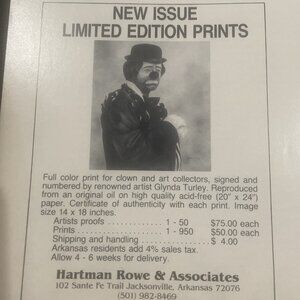 NEW ISSUE
LIMITED EDITION PRINTS
Full color print for clown and art collectors, signed and
numbered by renowned artist Glynda Turley. Reproduced
from an original oil on high quality acid-free (20" x 24")
paper. Certificate of authenticity with each print. Image
size 14 x 18 inches.
Artists proofs . . . . . . . . . . . 1 - 50 $75.00 each
Prints . . . . . . . . . . . . . . . . . . 1 - 950 $50.00 each
Shipping and handling . . . . . . . . . . . . . . $ 4.00
Arkansas residents add 4% sales tax.
Allow 4 - 6 weeks for delivery.
Hartman Rowe & Associates
102 Sante Fe Trail Jacksonville, Arkansas 72076
(501) 982-8469